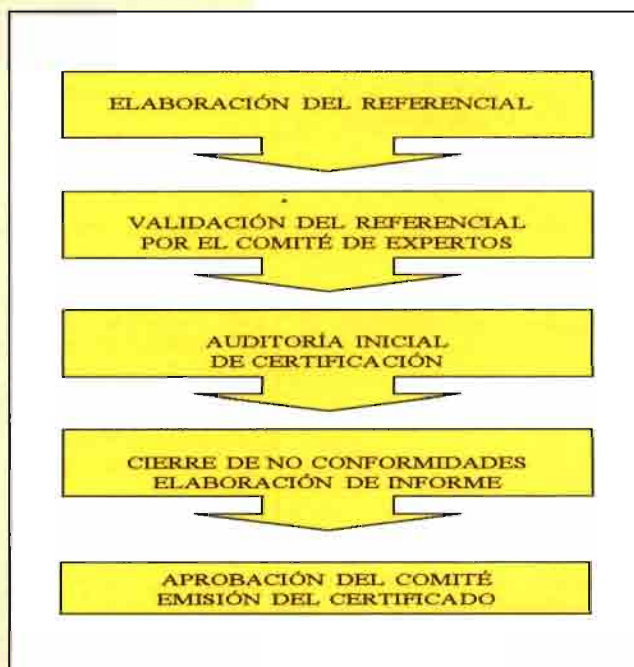 ELABORACIÓN DEL REFERENCIAL
VALIDACIÓN DEL REFERENCIAL
POR EL COMITÉ DE EXPERTOS
AUDITORÍA INICIAL
DE CERTIFICACIÓN
CIERRE DE NO CONFORMIDADES
ELABORACIÓN DE INFORME
APROBACIÓN DEL COMITÉ
EMISIÓN DEL CERTIFICADO